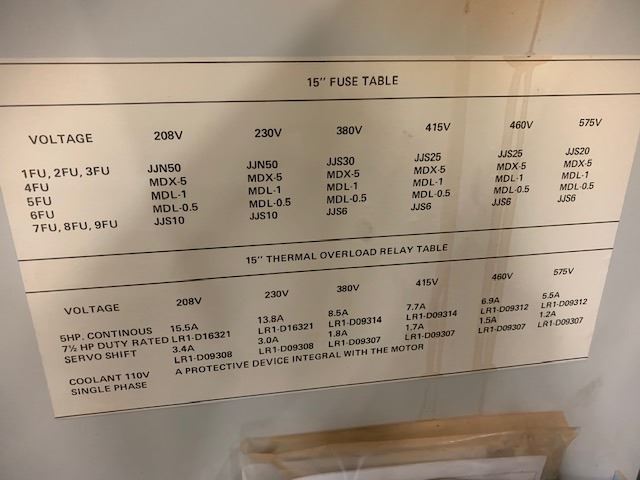 15" FUSE TABLE
VOLTAGE 208V 230V 380V 415V 460V 575V
1FU, 2FU, 3FU JJN50 JJN50 JJS30 JJS25 JJS25 JJS20
4FU MDX-5 MDX-5 MDX-5 MDX-5 MDX-5 MDX-5
5FU MDL-1 MDL-1 MDL-1 MDL-1 MDL-1 MDL-1
6FU MDL-0.5 MDL-0.5 MDL-0.5 MDL-0.5 MDL-0.5 MDL-0.5
7FU, 8FU, 9FU JJS10 JJS10 JJS6 JJS6 JJS6 JJS6
15" THERMAL OVERLOAD RELAY TABLE
VOLTAGE 208V 230V 380V 415V 460V 575V
5HP. CONTINOUS 15.5A 13.8A 8.5A 7.7A 6.9A 5.5A
7½ HP DUTY RATED LR1-D16321 LR1-D16321 LR1-D09314 LR1-D09314 LR1-D09312 LR1-D09312
SERVO SHIFT 3.4A 3.0A 1.8A 1.7A 1.5A 1.2A
LR1-D09308 LR1-D09308 LR1-D09307 LR1-D09307 LR1-D09307 LR1-D09307
COOLANT 110V A PROTECTIVE DEVICE INTEGRAL WITH THE MOTOR
SINGLE PHASE